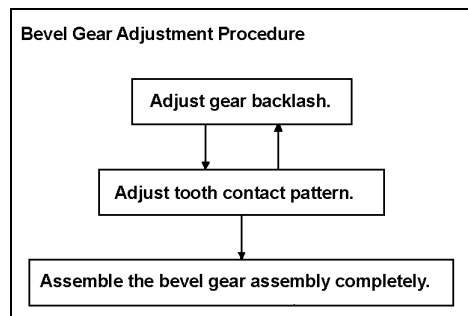 Bevel Gear Adjustment Procedure
Adjust gear backlash.
Adjust tooth contact pattern.
Assemble the bevel gear assembly completely.